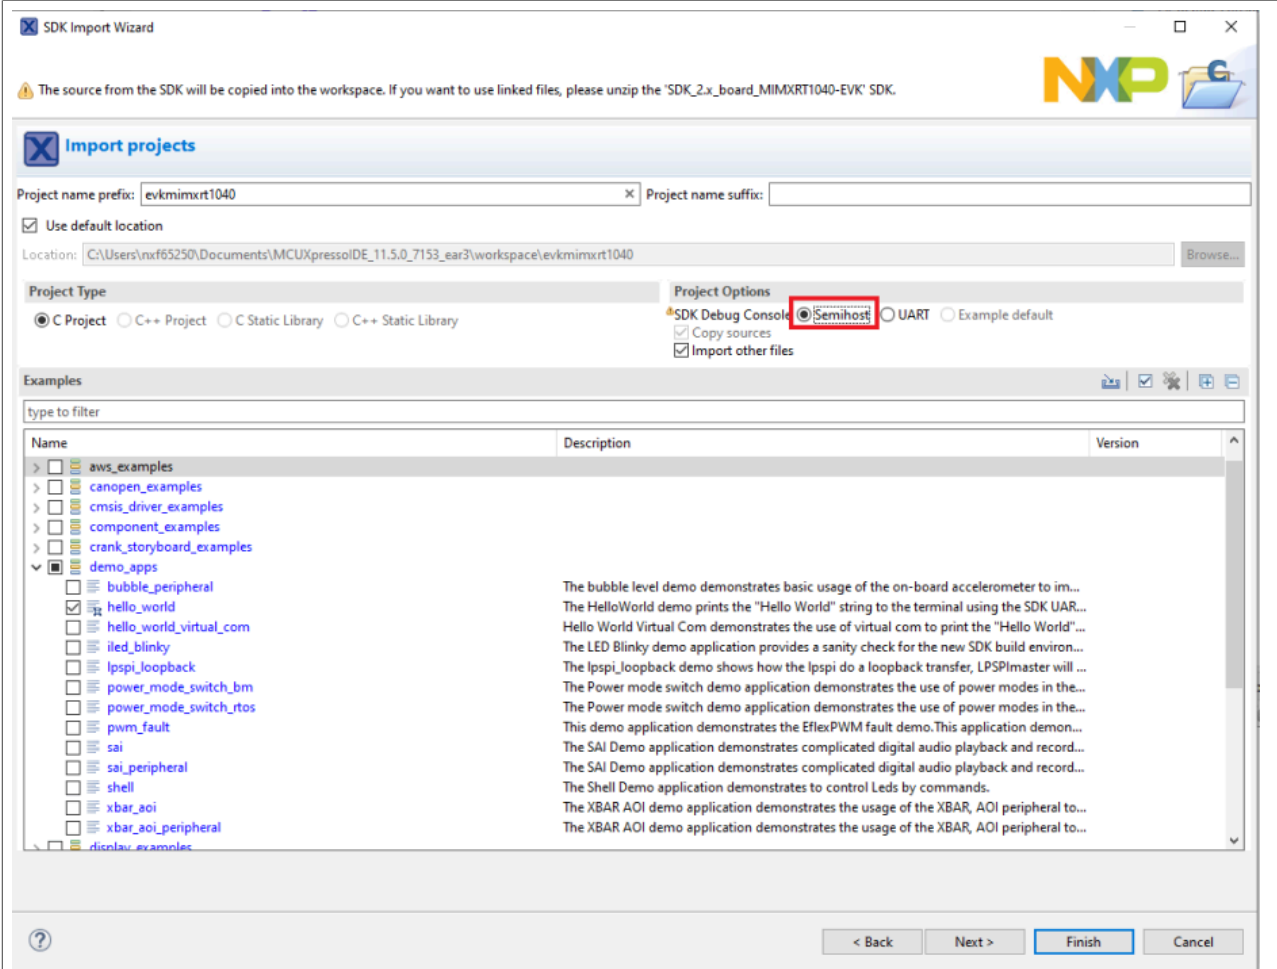 SDK Import Wizard
The source from the SDK will be copied into the workspace. If you want to use linked files, please unzip the 'SDK_2.x_board_MIMXRT1040-EVK' SDK.
NXP
Import projects
Project name prefix: evkmimxrt1040 Project name suffix:
Use default location
Location: C:\Users\nxf65250\Documents\MCUXpressoIDE_11.5.0_7153_ear3\workspace\evkmimxrt1040 Browse...
Project Type Project Options
C Project C++ Project C Static Library C++ Static Library SDK Debug Console Semihost UART Example default
Copy sources
Import other files
Examples
type to filter
Name Description Version
aws_examples
canopen_examples
cmsis_driver_examples
component_examples
crank_storyboard_examples
demo_apps
bubble_peripheral The bubble level demo demonstrates basic usage of the on-board accelerometer to im...
hello_world The HelloWorld demo prints the "Hello World" string to the terminal using the SDK UAR...
hello_world_virtual_com Hello World Virtual Com demonstrates the use of virtual com to print the "Hello World"...
iled_blinky The LED Blinky demo application provides a sanity check for the new SDK build environ...
lpspi_loopback The lpspi_loopback demo shows how the lpspi do a loopback transfer, LPSPImaster will ...
power_mode_switch_bm The Power mode switch demo application demonstrates the use of power modes in the...
power_mode_switch_rtos The Power mode switch demo application demonstrates the use of power modes in the...
pwm_fault This demo application demonstrates the EflexPWM fault demo.This application demon...
sai The SAI Demo application demonstrates complicated digital audio playback and record...
sai_peripheral The SAI Demo application demonstrates complicated digital audio playback and record...
shell The Shell Demo application demonstrates to control Leds by commands.
xbar_aoi The XBAR AOI demo application demonstrates the usage of the XBAR, AOI peripheral to...
xbar_aoi_peripheral The XBAR AOI demo application demonstrates the usage of the XBAR, AOI peripheral to...
display_examples
< Back Next > Finish Cancel